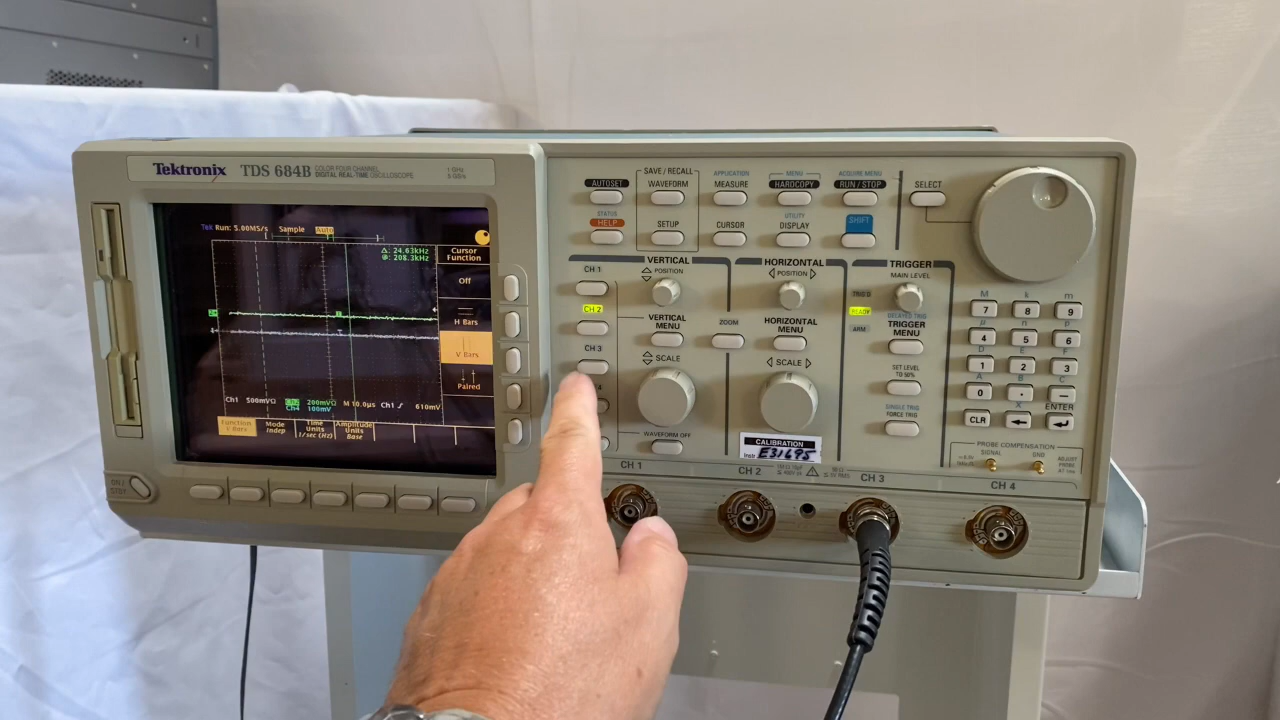 Tektronix TDS 684B COLOR FOUR CHANNEL DIGITAL REAL-TIME OSCILLOSCOPE 1 GHz 5 GS/s
Tek Run: 5.00MS/s Sample Auto
Δ: 24.63kHz
@: 208.3kHz
Cursor Function
Off
H Bars
V Bars
Paired
Ch1 500mVΩ 200mVΩ M 10.0µs Ch1 610mV
Ch4 100mV
Function V Bars
Mode Indep
Time Units 1/sec (Hz)
Amplitude Units Base
ON / STBY
SAVE / RECALL APPLICATION MENU ACQUIRE MENU
AUTOSET WAVEFORM MEASURE HARDCOPY RUN / STOP SELECT
STATUS UTILITY
HELP SETUP CURSOR DISPLAY SHIFT
VERTICAL HORIZONTAL TRIGGER
CH 1 POSITION POSITION MAIN LEVEL
CH 2 TRIG'D
READY
ARM
VERTICAL MENU
ZOOM
HORIZONTAL MENU
DELAYED TRIG
TRIGGER MENU
CH 3 SCALE SCALE
SET LEVEL TO 50%
SINGLE TRIG
FORCE TRIG
WAVEFORM OFF
M k m
7 8 9
4 5 6
1 2 3
0 . −
CLR ENTER
CALIBRATION
Instr E31695
PROBE COMPENSATION
SIGNAL GND ADJUST PROBE
CH 1 CH 2 CH 3 CH 4